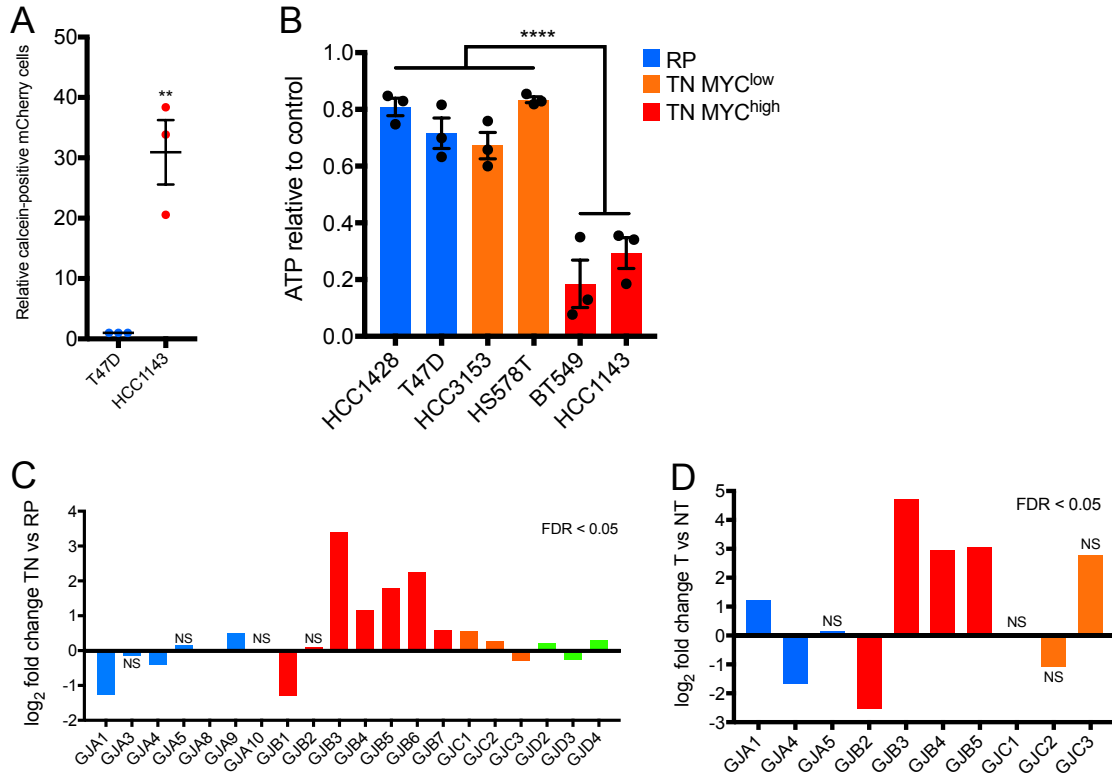 A
Relative calcein-positive mCherry cells
50
40
30
20
10
0
**
T47D
HCC1143
B
ATP relative to control
1.0
0.8
0.6
0.4
0.2
0.0
****
HCC1428
T47D
HCC3153
HS578T
BT549
HCC1143
RP
TN MYC^low
TN MYC^high
C
log₂ fold change TN vs RP
4
3
2
1
0
-1
-2
FDR < 0.05
NS
NS
NS
NS
GJA1
GJA3
GJA4
GJA5
GJA8
GJA9
GJA10
GJB1
GJB2
GJB3
GJB4
GJB5
GJB6
GJB7
GJC1
GJC2
GJC3
GJD2
GJD3
GJD4
D
log₂ fold change T vs NT
5
4
3
2
1
0
-1
-2
-3
FDR < 0.05
NS
NS
NS
NS
GJA1
GJA4
GJA5
GJB2
GJB3
GJB4
GJB5
GJC1
GJC2
GJC3